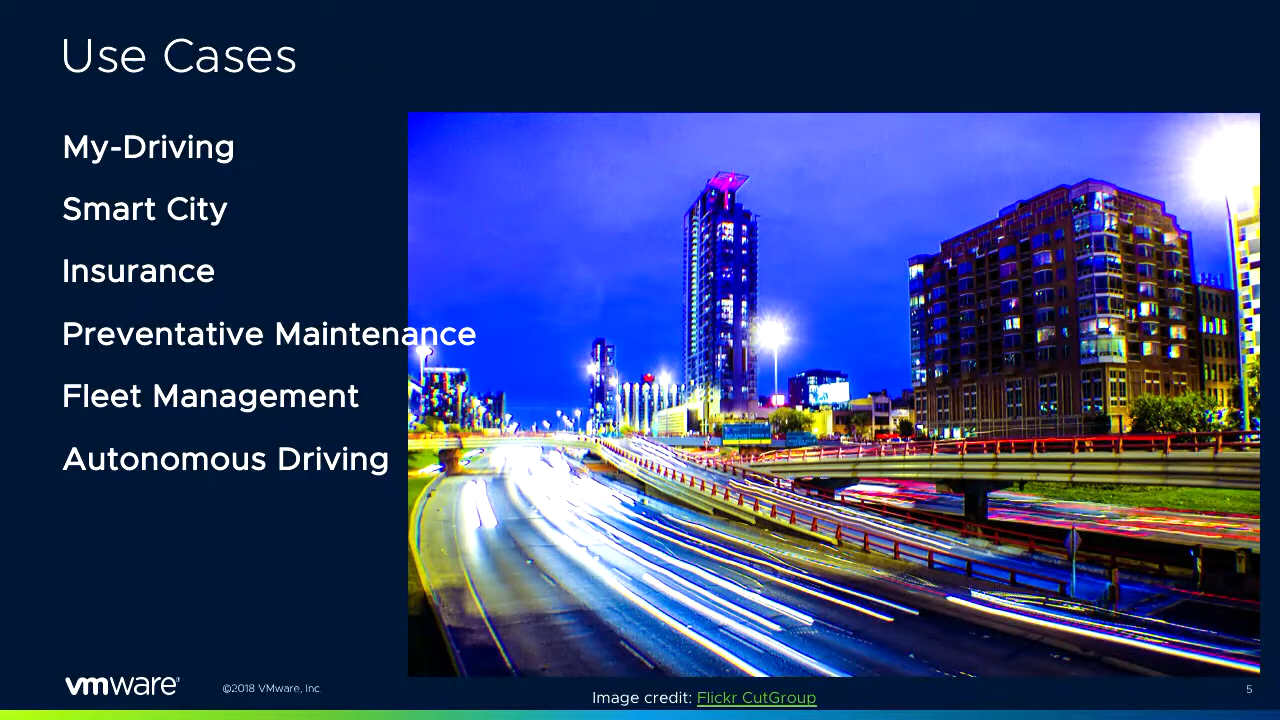 Use Cases
My-Driving
Smart City
Insurance
Preventative Maintenance
Fleet Management
Autonomous Driving
vmware
©2018 VMware, Inc.
Image credit: Flickr CutGroup
5